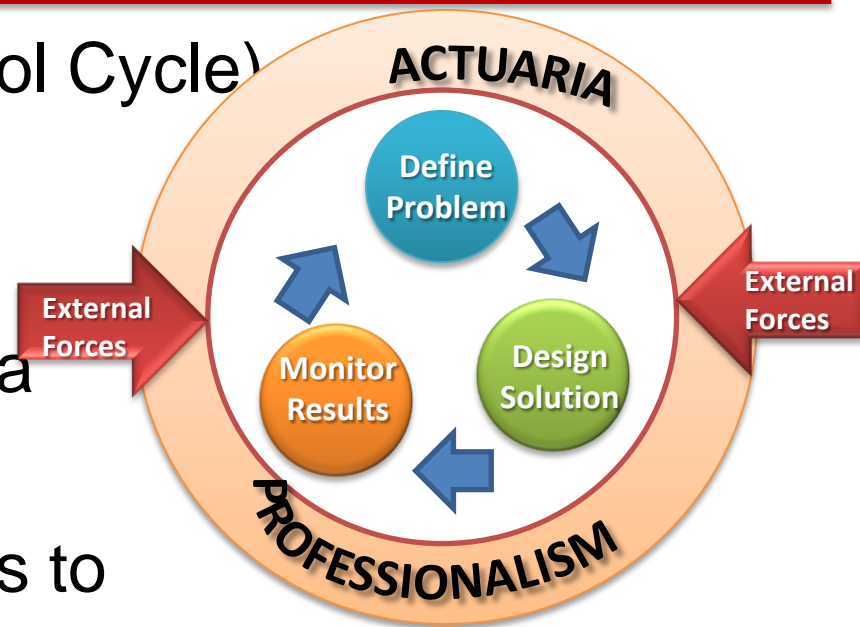 ol Cycle)
ACTUARIA
Define
Problem
External
Forces
External
Forces
a
Monitor
Results
Design
Solution
PROFESSIONALISM
s to